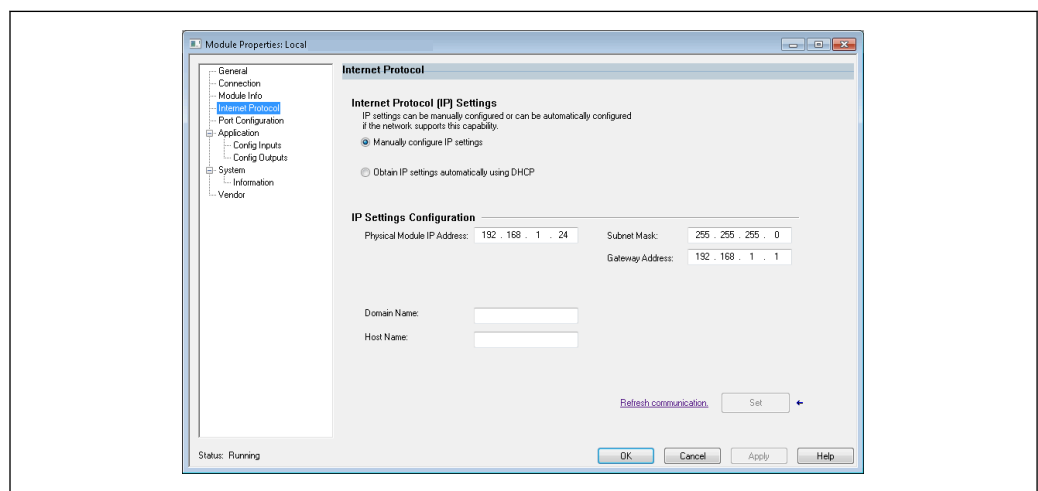 Module Properties: Local
General
Connection
Module Info
Internet Protocol
Port Configuration
Application
Config Inputs
Config Outputs
System
Information
Vendor
Internet Protocol
Internet Protocol (IP) Settings
IP settings can be manually configured or can be automatically configured
if the network supports this capability.
Manually configure IP settings
Obtain IP settings automatically using DHCP
IP Settings Configuration
Physical Module IP Address: 192 . 168 . 1 . 24
Subnet Mask: 255 . 255 . 255 . 0
Gateway Address: 192 . 168 . 1 . 1
Domain Name:
Host Name:
Refresh communication. Set
Status: Running
OK Cancel Apply Help